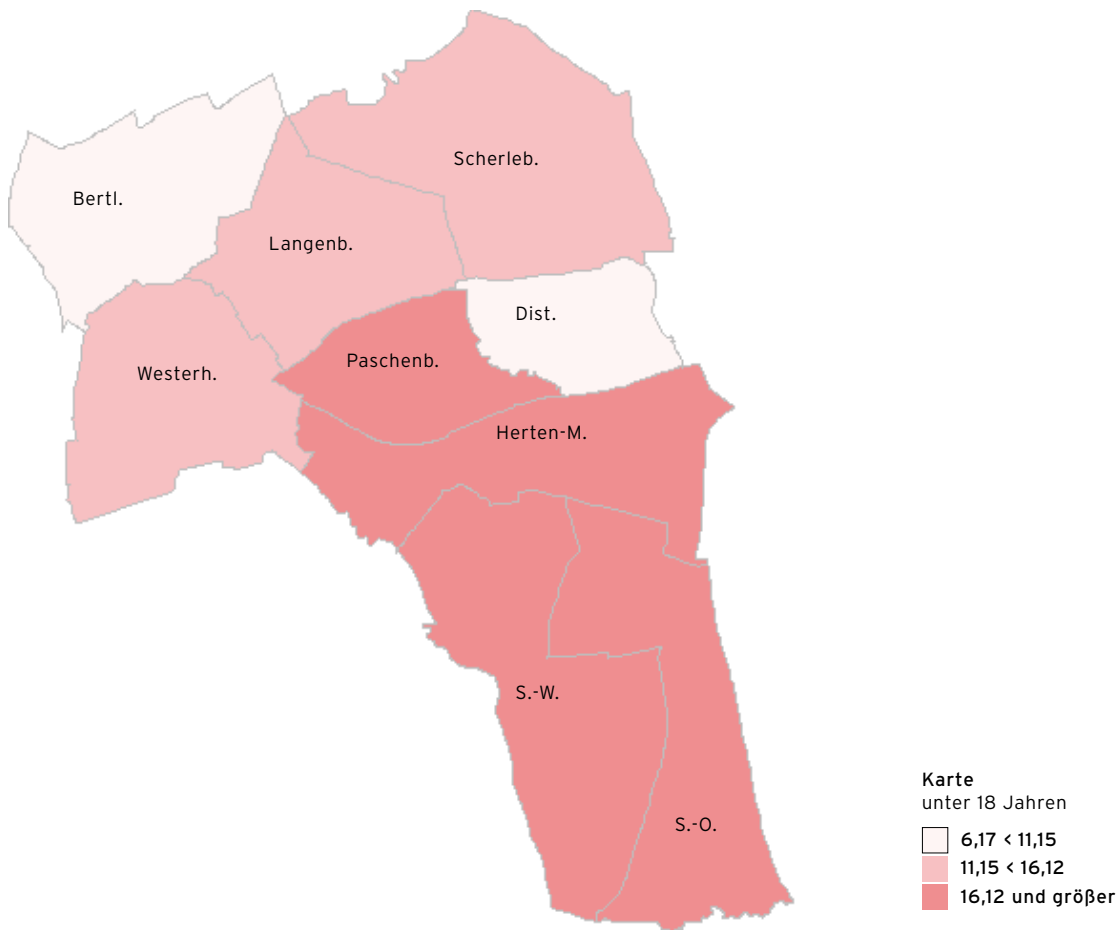 Scherleb.
Bertl.
Langenb.
Dist.
Paschenb.
Westerh.
Herten-M.
S.-W.
S.-O.
Karte
unter 18 Jahren
6,17 < 11,15
11,15 < 16,12
16,12 und größer